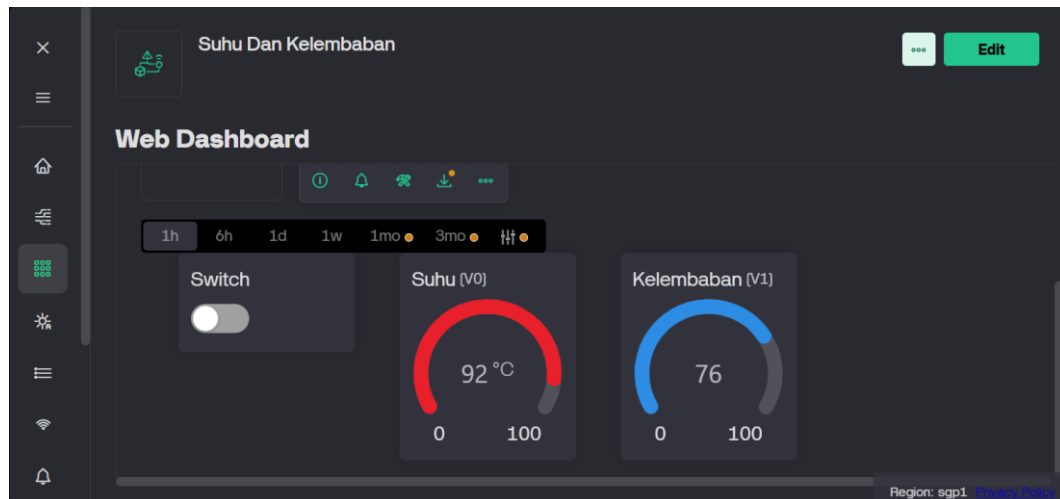 Suhu Dan Kelembaban
Edit
Web Dashboard
1h 6h 1d 1w 1mo 3mo
Switch
Suhu (V0)
92 °C
0 100
Kelembaban (V1)
76
0 100
Region: sgp1 Privacy Policy